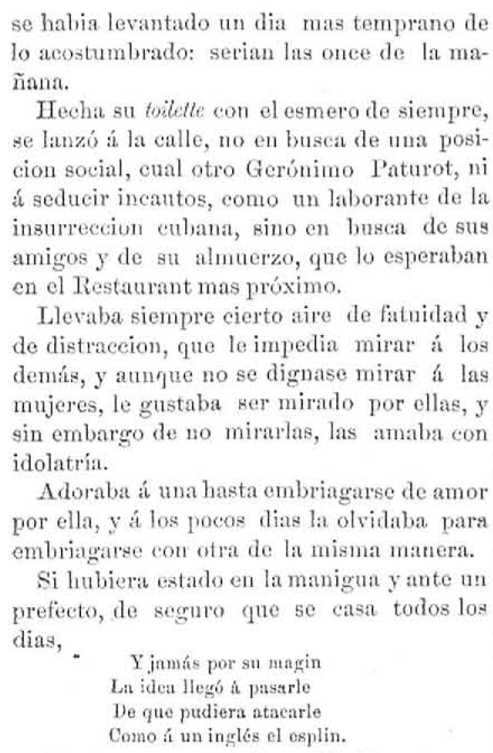 se habia levantado un dia mas temprano de
lo acostumbrado: serian las once de la ma-
ñana.
Hecha su toilette con el esmero de siempre,
se lanzó á la calle, no en busca de una posi-
cion social, cual otro Gerónimo Paturot, ni
á seducir incautos, como un laborante de la
insurreccion cubana, sino en busca de sus
amigos y de su almuerzo, que lo esperaban
en el Restaurant mas próximo.
Llevaba siempre cierto aire de fatuidad y
de distraccion, que le impedia mirar á los
demás, y aunque no se dignase mirar á las
mujeres, le gustaba ser mirado por ellas, y
sin embargo de no mirarlas, las amaba con
idolatría.
Adoraba á una hasta embriagarse de amor
por ella, y á los pocos dias la olvidaba para
embriagarse con otra de la misma manera.
Si hubiera estado en la manigua y ante un
prefecto, de seguro que se casa todos los
dias,
Y jamás por su magin
La idea llegó á pasarle
De que pudiera atacarle
Como á un inglés el esplin.